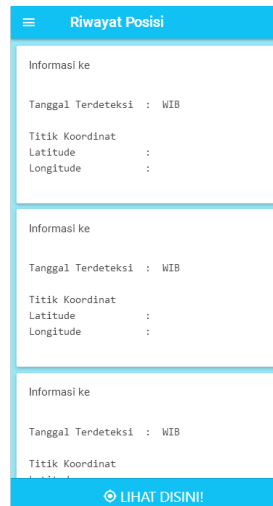 Riwayat Posisi
Informasi ke
Tanggal Terdeteksi : WIB
Titik Koordinat
Latitude :
Longitude :
Informasi ke
Tanggal Terdeteksi : WIB
Titik Koordinat
Latitude :
Longitude :
Informasi ke
Tanggal Terdeteksi : WIB
Titik Koordinat
LIHAT DISINI!